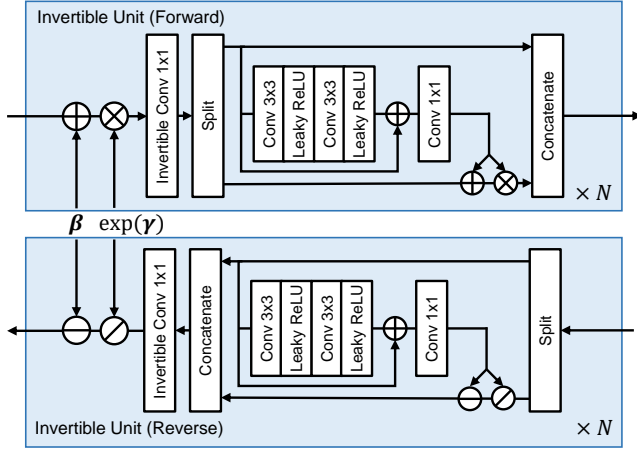 Invertible Unit (Forward)
Invertible Conv 1x1
Split
Conv 3x3
Leaky ReLU
Conv 3x3
Leaky ReLU
Conv 1x1
Concatenate
× N
β exp(γ)
Invertible Conv 1x1
Concatenate
Conv 3x3
Leaky ReLU
Conv 3x3
Leaky ReLU
Conv 1x1
Split
Invertible Unit (Reverse)
× N